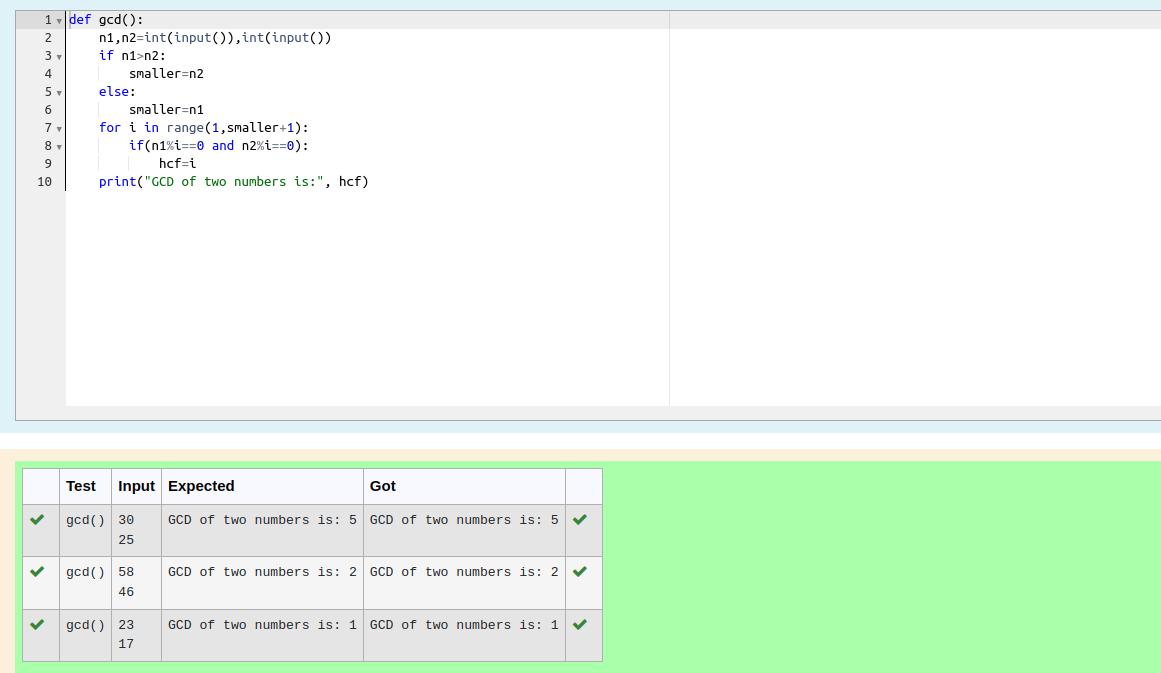 1 def gcd():
2     n1,n2=int(input()),int(input())
3     if n1>n2:
4         smaller=n2
5     else:
6         smaller=n1
7     for i in range(1,smaller+1):
8         if(n1%i==0 and n2%i==0):
9             hcf=i
10     print("GCD of two numbers is:", hcf)
Test Input Expected Got
gcd() 30 GCD of two numbers is: 5 GCD of two numbers is: 5
25
gcd() 58 GCD of two numbers is: 2 GCD of two numbers is: 2
46
gcd() 23 GCD of two numbers is: 1 GCD of two numbers is: 1
17